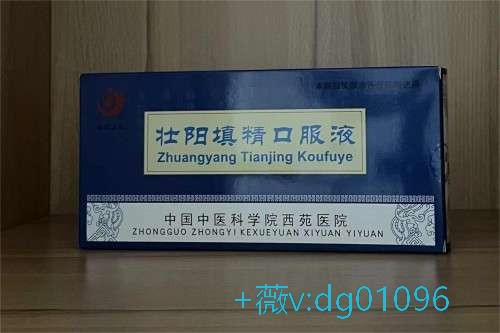 壮阳填精口服液
Zhuangyang Tianjing Koufuye
中国中医科学院西苑医院
ZHONGGUO ZHONGYI KEXUEYUAN XIYUAN YIYUAN
+薇v:dg01096